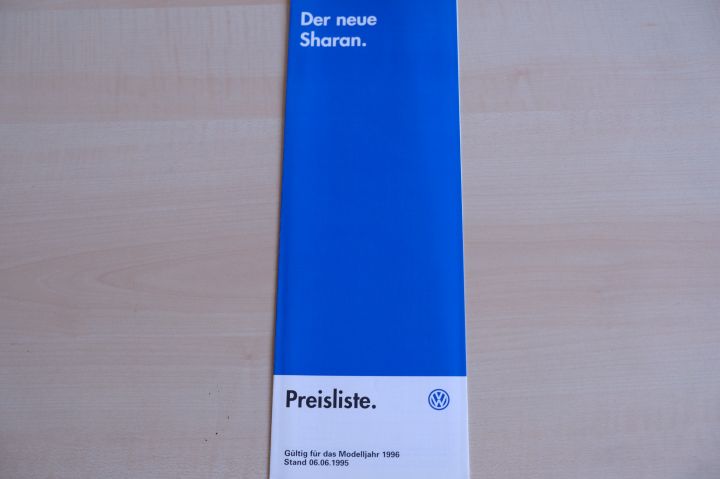 Der neue
Sharan.
Preisliste.
Gültig für das Modelljahr 1996
Stand 06.06.1995